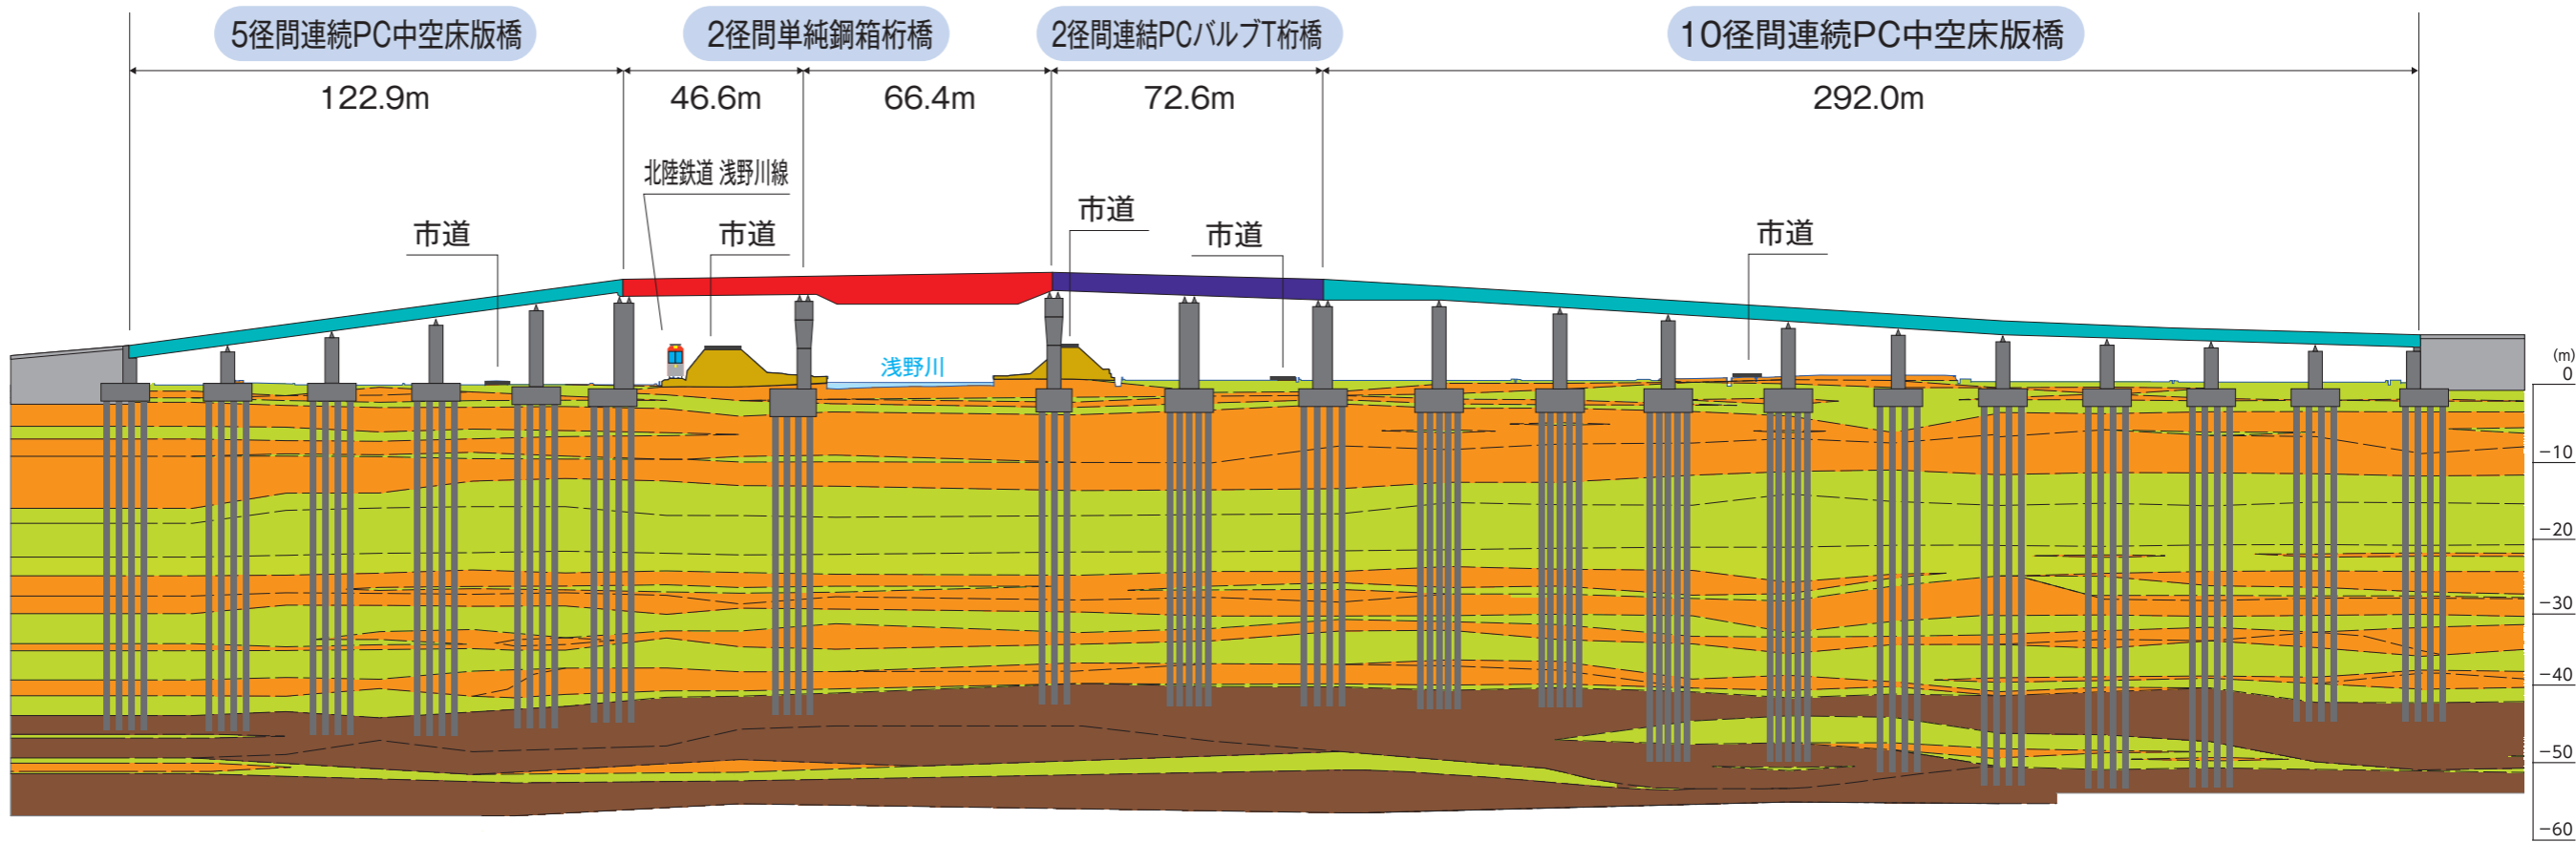 5径間連続PC中空床版橋
2径間単純鋼箱桁橋
2径間連結PCバルブT桁橋
10径間連続PC中空床版橋
122.9m
46.6m
66.4m
72.6m
292.0m
北陸鉄道 浅野川線
市道
市道
市道
市道
市道
浅野川
(m)
0
−10
−20
−30
−40
−50
−60